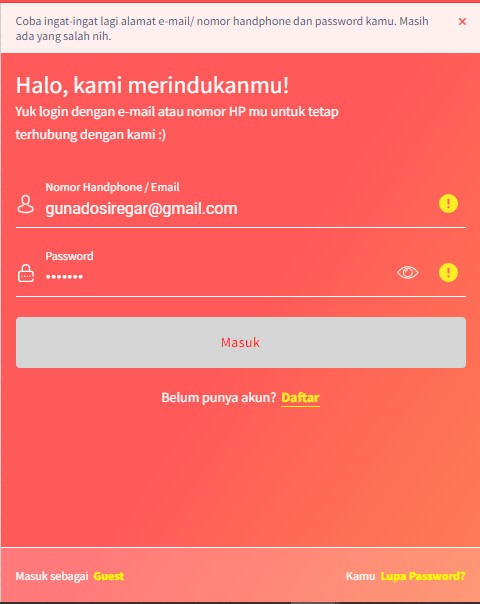 Coba ingat-ingat lagi alamat e-mail/ nomor handphone dan password kamu. Masih
ada yang salah nih.
Halo, kami merindukanmu!
Yuk login dengan e-mail atau nomor HP mu untuk tetap
terhubung dengan kami :)
Nomor Handphone / Email
gunadosiregar@gmail.com
Password
•••••••
Masuk
Belum punya akun? Daftar
Masuk sebagai Guest
Kamu Lupa Password?